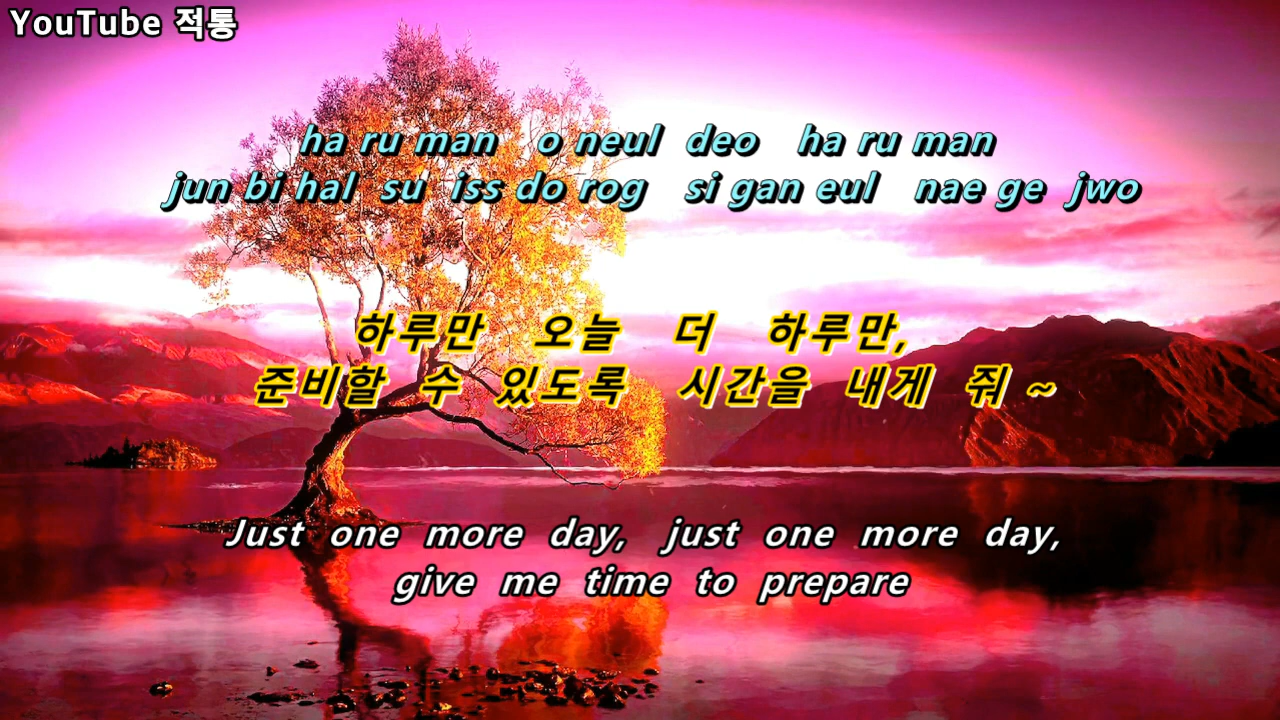 YouTube 적통
ha ru man o neul deo ha ru man
jun bi hal su iss do rog si gan eul nae ge jwo
하루만 오늘 더 하루만,
준비할 수 있도록 시간을 내게 줘 ~
Just one more day, just one more day,
give me time to prepare